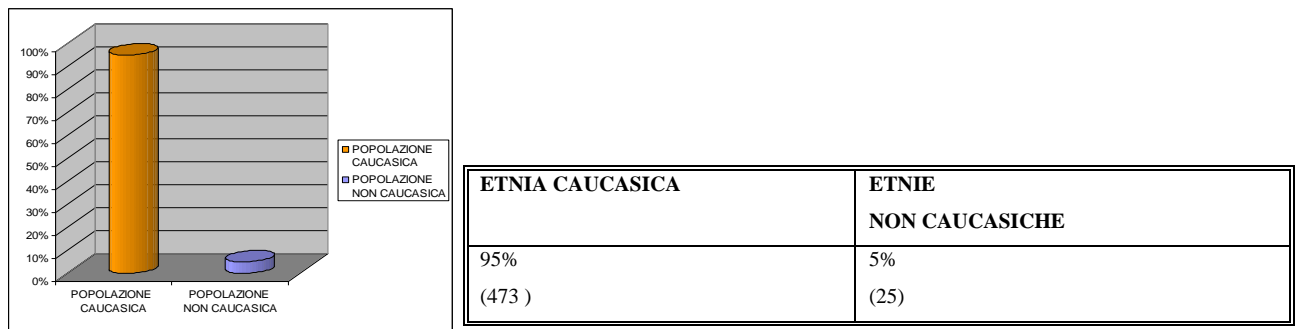 100%
90%
80%
70%
60%
50%
40%
30%
20%
10%
0%
POPOLAZIONE
CAUCASICA
POPOLAZIONE
NON CAUCASICA
POPOLAZIONE
CAUCASICA
POPOLAZIONE
NON CAUCASICA
ETNIA CAUCASICA
ETNIE
NON CAUCASICHE
95%
(473 )
5%
(25)